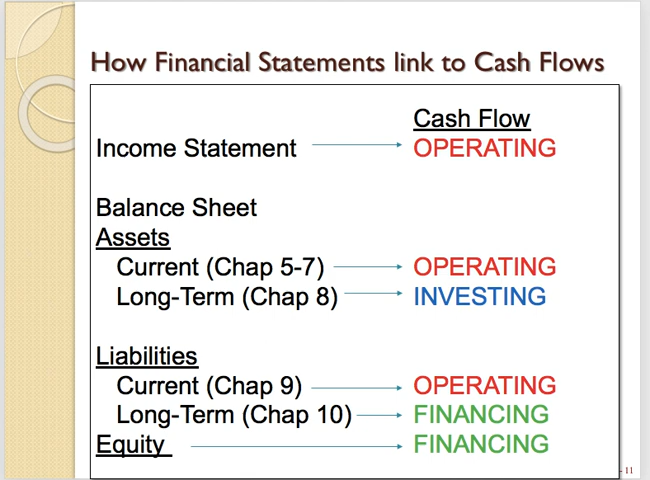 How Financial Statements link to Cash Flows
Cash Flow
Income Statement OPERATING
Balance Sheet
Assets
Current (Chap 5-7) OPERATING
Long-Term (Chap 8) INVESTING
Liabilities
Current (Chap 9) OPERATING
Long-Term (Chap 10) FINANCING
Equity FINANCING
- 11